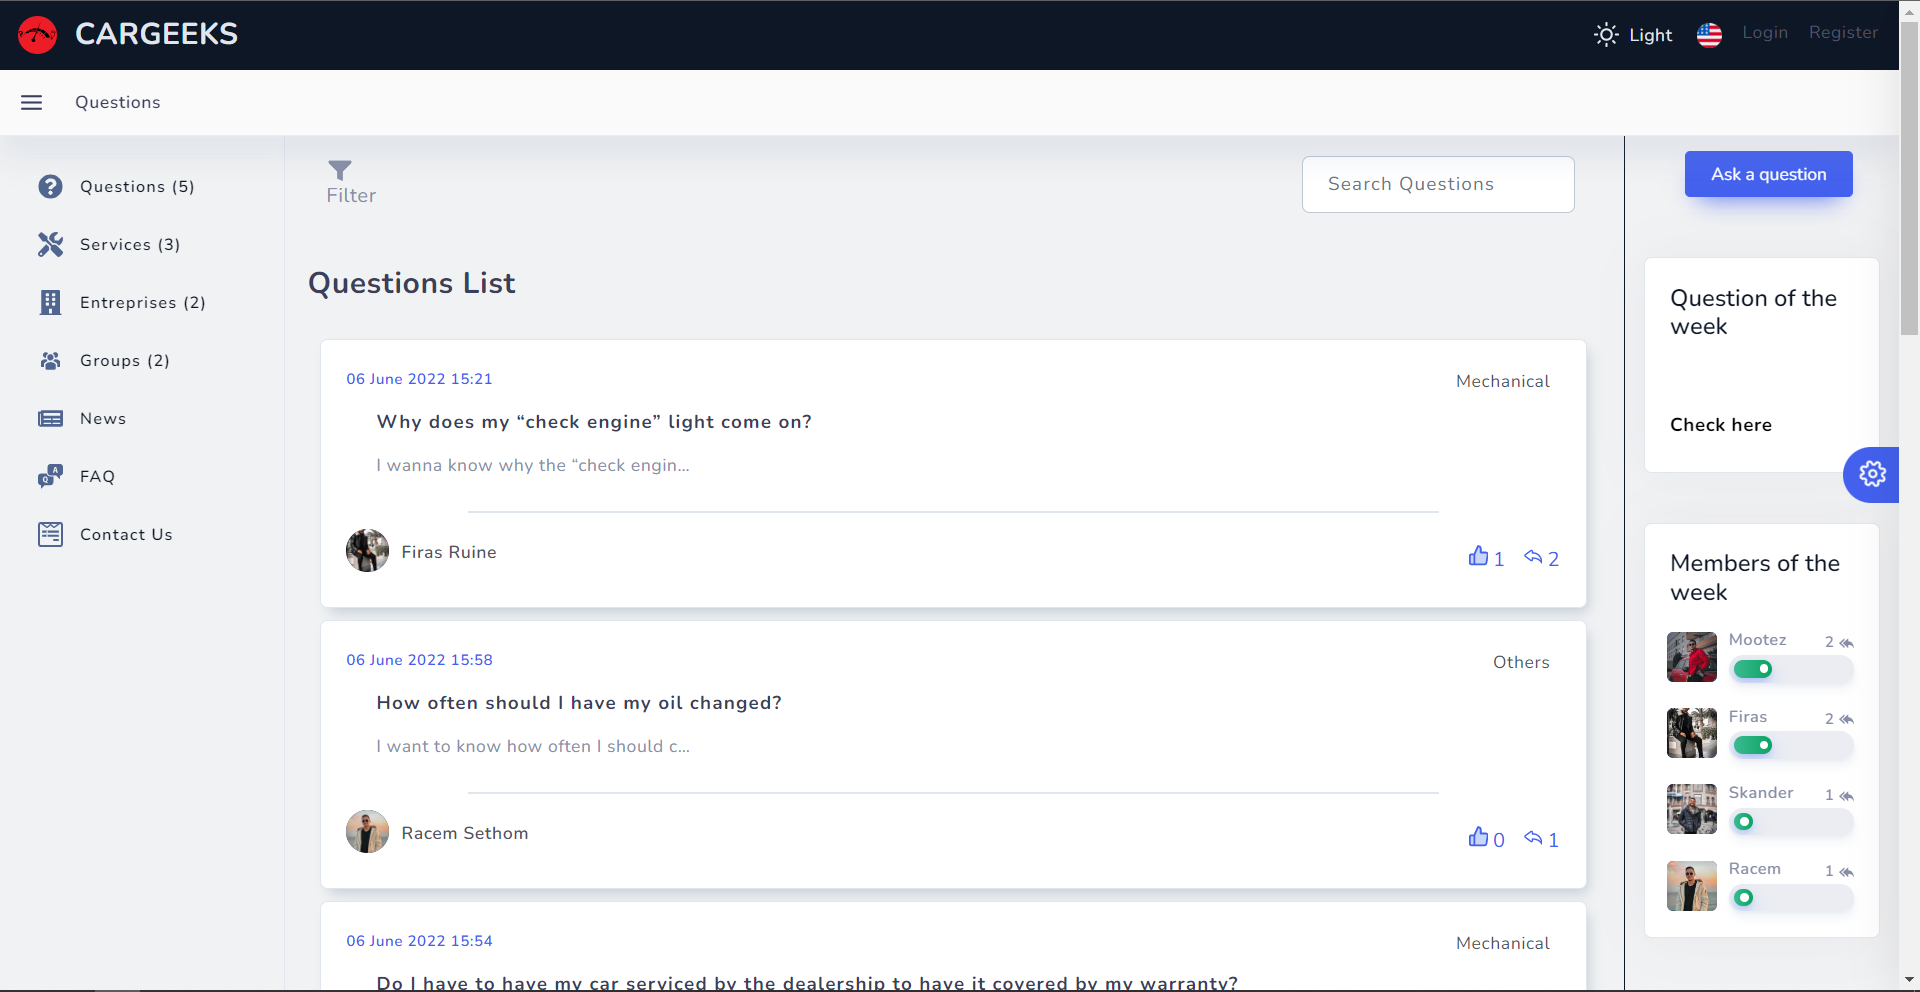 CARGEEKS
Light
Login
Register
Questions
Questions (5)
Services (3)
Entreprises (2)
Groups (2)
News
FAQ
Contact Us
Filter
Search Questions
Questions List
06 June 2022 15:21
Mechanical
Why does my “check engine” light come on?
I wanna know why the “check engin...
Firas Ruine
1
2
06 June 2022 15:58
Others
How often should I have my oil changed?
I want to know how often I should c...
Racem Sethom
0
1
06 June 2022 15:54
Mechanical
Do I have to have my car serviced by the dealership to have it covered by my warranty?
Ask a question
Question of the
week
Check here
Members of the
week
Mootez
2
Firas
2
Skander
1
Racem
1